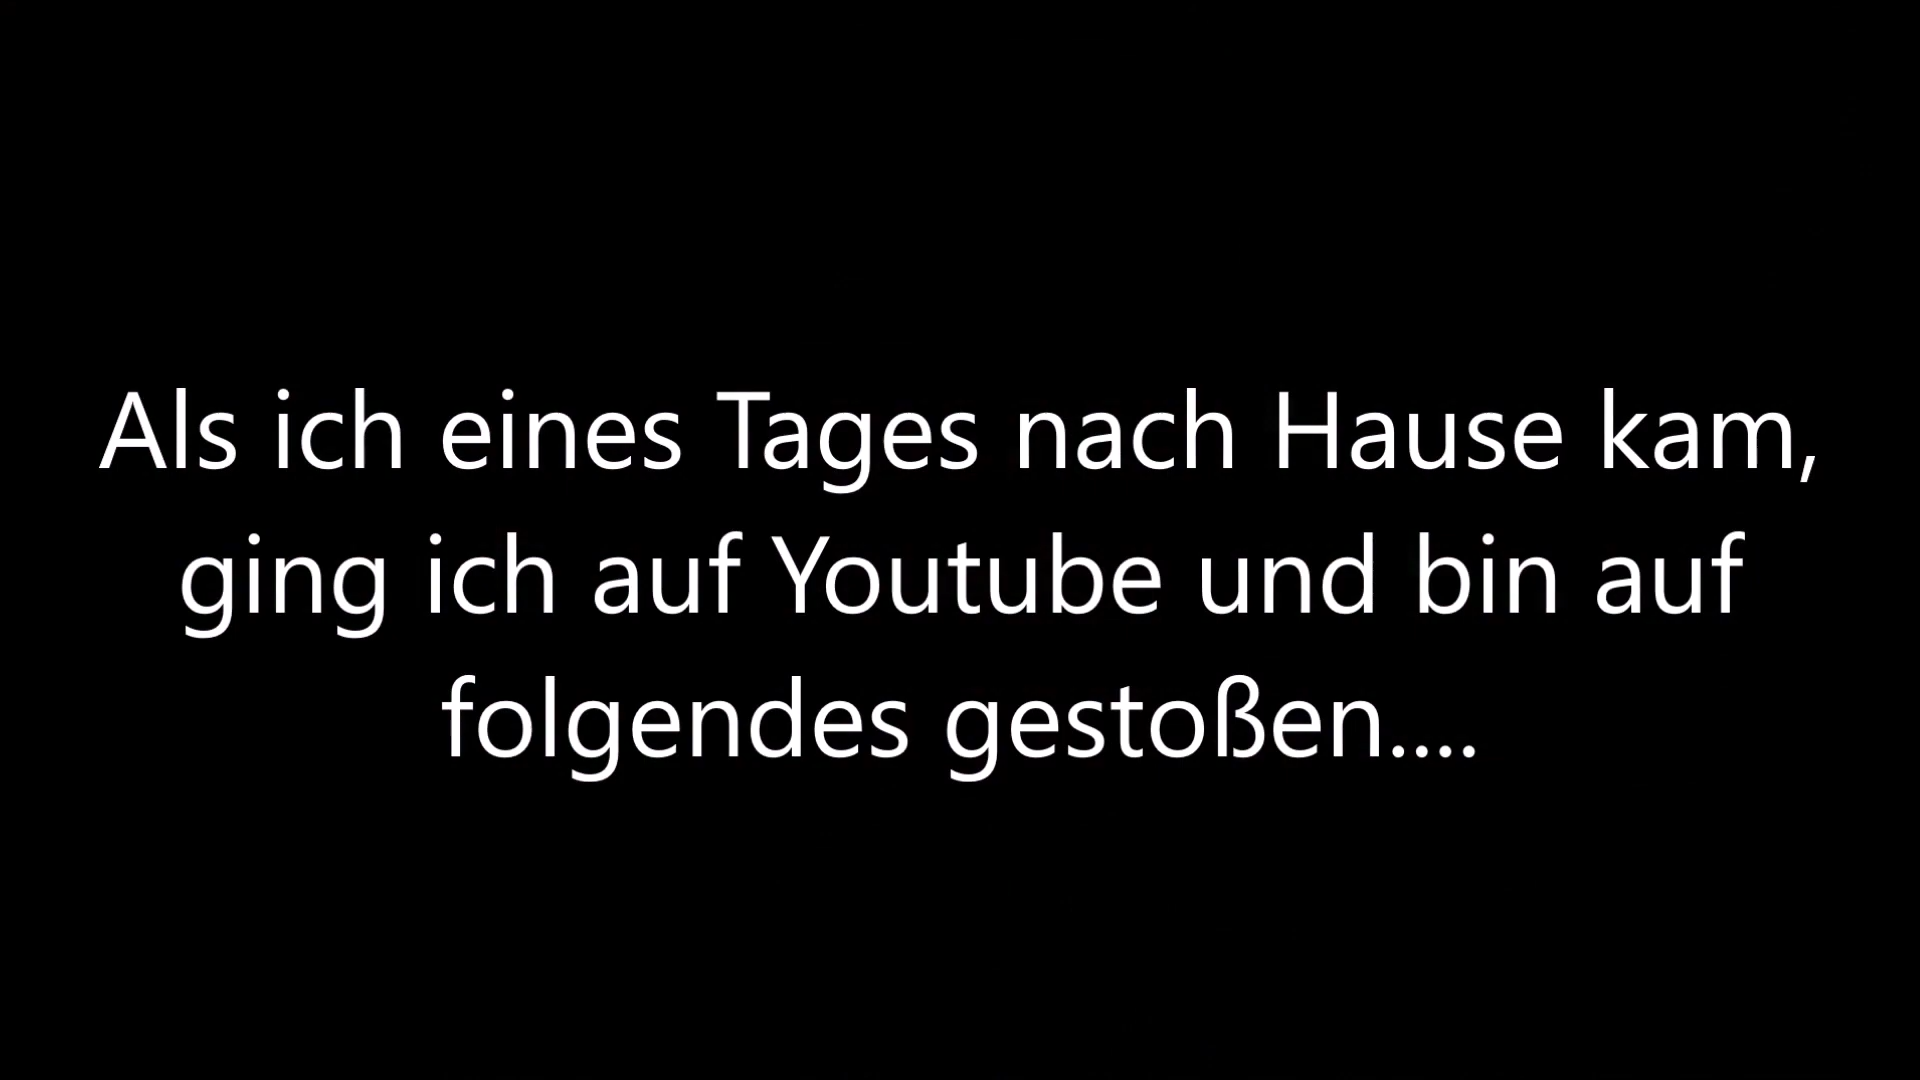 Als ich eines Tages nach Hause kam,
ging ich auf Youtube und bin auf
folgendes gestoßen....